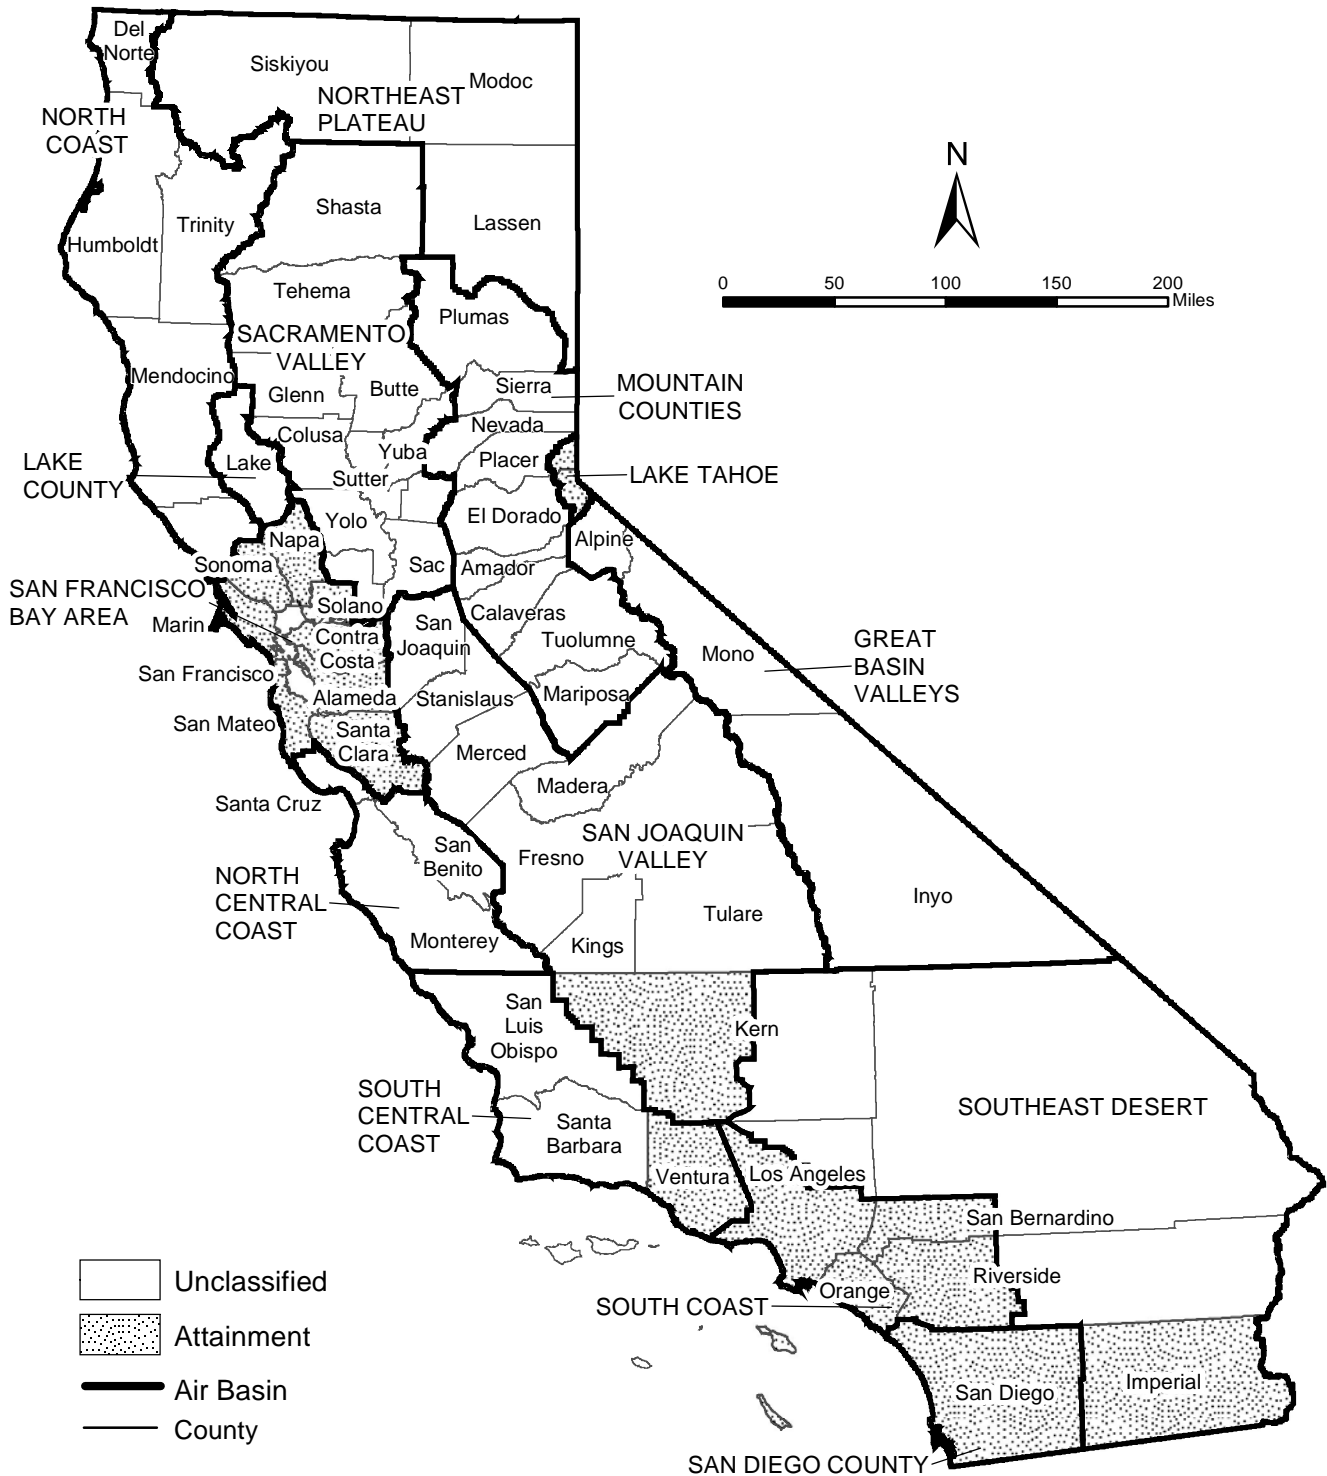 Del
Norte
Siskiyou
Modoc
NORTHEAST
PLATEAU
NORTH
COAST
N
Shasta
Trinity
Lassen
Humboldt
0 50 100 150 200
Miles
Tehema
Plumas
SACRAMENTO
VALLEY
Mendocino
Glenn
Butte
Sierra
MOUNTAIN
COUNTIES
Colusa
Nevada
Yuba
Placer
LAKE
COUNTY
Lake
Sutter
LAKE TAHOE
Yolo
El Dorado
Napa
Alpine
Sonoma
Sac
Amador
SAN FRANCISCO
BAY AREA
Solano
Calaveras
Marin
Contra
Costa
San
Joaquin
Tuolumne
Mono
GREAT
BASIN
VALLEYS
San Francisco
Alameda
Stanislaus
Mariposa
San Mateo
Santa
Clara
Merced
Madera
Santa Cruz
SAN JOAQUIN
VALLEY
San
Benito
Fresno
NORTH
CENTRAL
COAST
Inyo
Tulare
Monterey
Kings
San
Luis
Obispo
Kern
SOUTH
CENTRAL
COAST
SOUTHEAST DESERT
Santa
Barbara
Ventura
Los Angeles
San Bernardino
Riverside
Orange
SOUTH COAST
Unclassified
Attainment
Air Basin
County
San Diego
Imperial
SAN DIEGO COUNTY